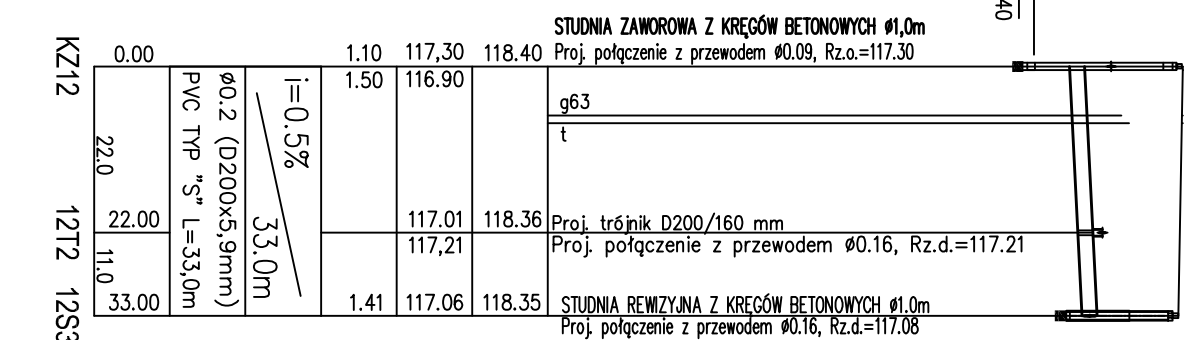 40
STUDNIA ZAWOROWA Z KRĘGÓW BETONOWYCH ø1,0m
KZ12 0.00 1.10 117,30 118.40 Proj. połączenie z przewodem ø0.09, Rz.o.=117.30
1.50 116.90
g63
t
i=0.5%
33.0m
ø0.2 (D200x5,9mm)
PVC TYP "S" L=33,0m
22.0
12T2 22.00 117.01 118.36 Proj. trójnik D200/160 mm
117,21 Proj. połączenie z przewodem ø0.16, Rz.d.=117.21
11.0
12S3 33.00 1.41 117.06 118.35 STUDNIA REWIZYJNA Z KRĘGÓW BETONOWYCH ø1.0m
Proj. połączenie z przewodem ø0.16, Rz.d.=117.08